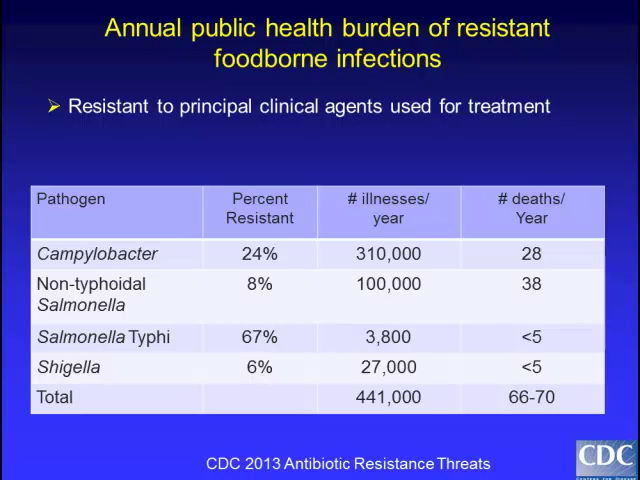 Annual public health burden of resistant
foodborne infections
Resistant to principal clinical agents used for treatment
Pathogen Percent Resistant # illnesses/ year # deaths/ Year
Campylobacter 24% 310,000 28
Non-typhoidal Salmonella 8% 100,000 38
Salmonella Typhi 67% 3,800 <5
Shigella 6% 27,000 <5
Total 441,000 66-70
CDC 2013 Antibiotic Resistance Threats
CDC